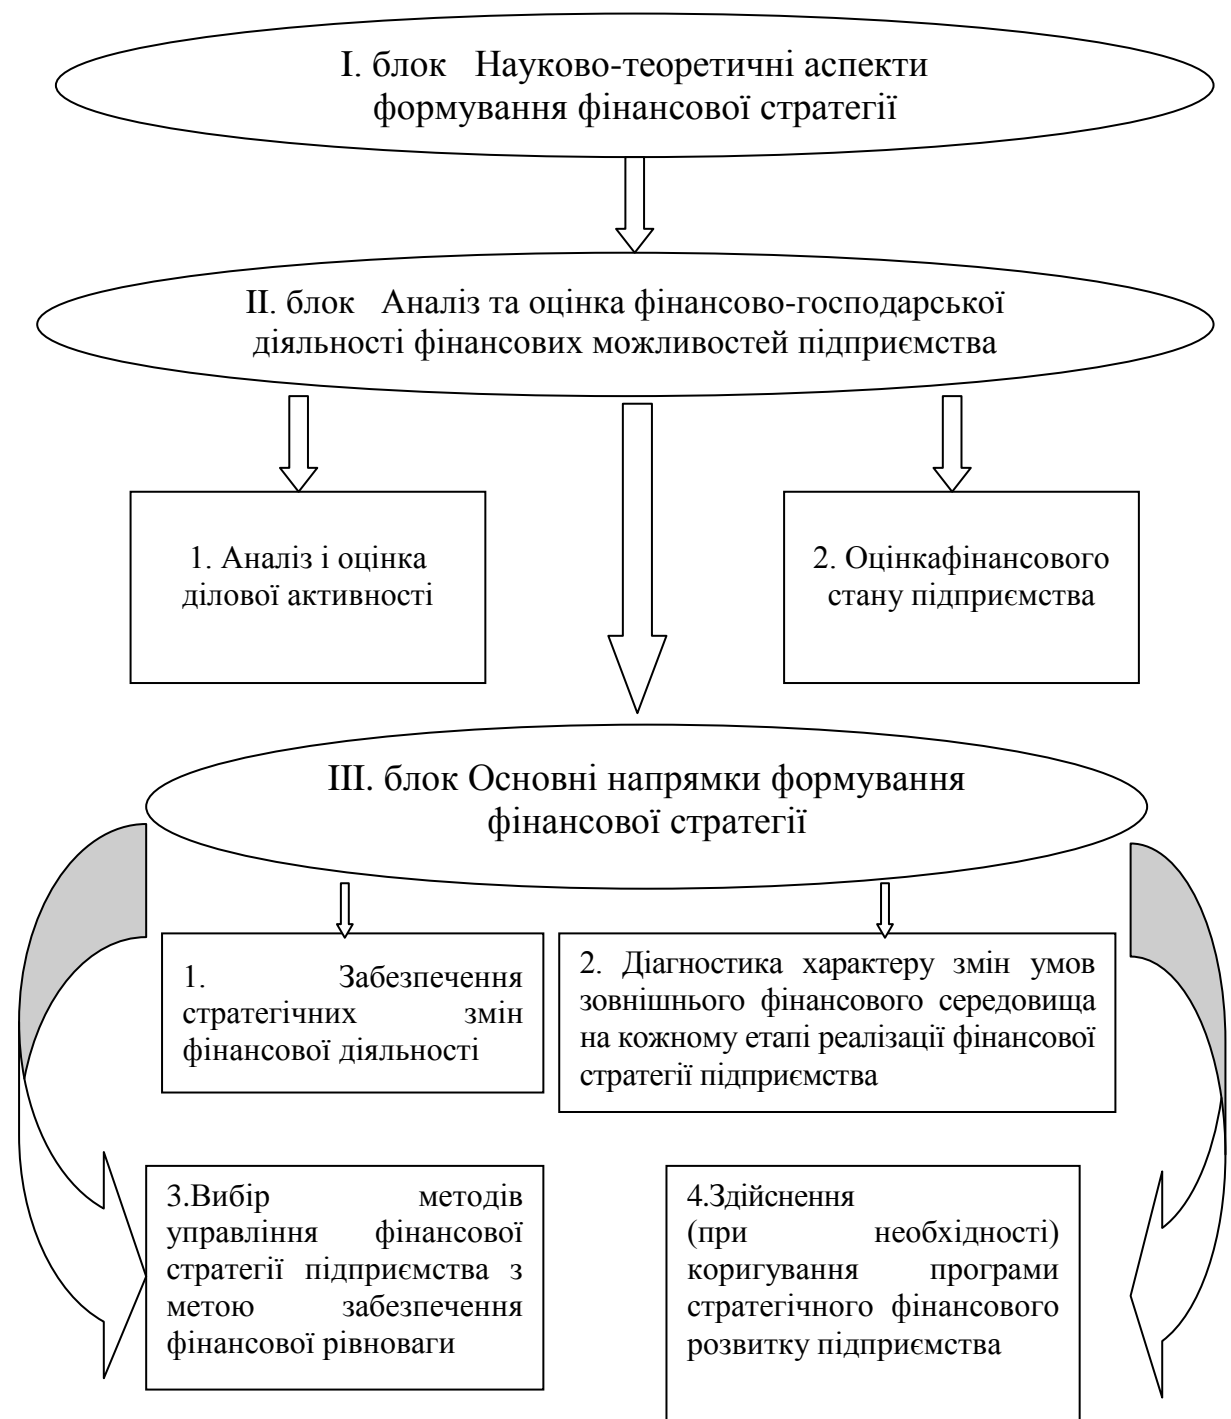 І. блок Науково-теоретичні аспекти
формування фінансової стратегії
ІІ. блок Аналіз та оцінка фінансово-господарської
діяльності фінансових можливостей підприємства
1. Аналіз і оцінка
ділової активності
2. Оцінкафінансового
стану підприємства
ІІІ. блок Основні напрямки формування
фінансової стратегії
1. Забезпечення
стратегічних змін
фінансової діяльності
2. Діагностика характеру змін умов
зовнішнього фінансового середовища
на кожному етапі реалізації фінансової
стратегії підприємства
3.Вибір методів
управління фінансової
стратегії підприємства з
метою забезпечення
фінансової рівноваги
4.Здійснення
(при необхідності)
коригування програми
стратегічного фінансового
розвитку підприємства